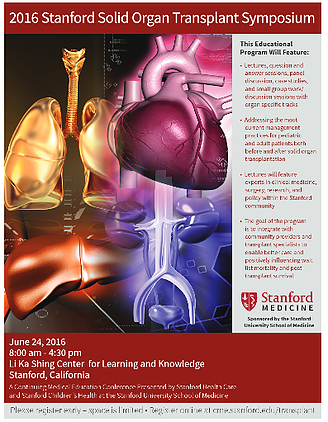 2016 Stanford Solid Organ Transplant Symposium
This Educational
Program Will Feature:
• Lectures, question and
answer sessions, panel
discussion, case studies,
and small group work/
discussion sessions with
organ specific tracks
• Addressing the most
current management
practices for pediatric
and adult patients both
before and after solid organ
transplantation
• Lectures will feature
experts in clinical medicine,
surgery, research, and
policy within the Stanford
community
• The goal of the program
is to integrate with
community providers and
transplant specialists to
enable better care and
positively influencing wait
list mortality and post
transplant survival
Stanford
MEDICINE
Sponsored by the Stanford
University School of Medicine
June 24, 2016
8:00 am - 4:30 pm
Li Ka Shing Center for Learning and Knowledge
Stanford, California
A Continuing Medical Education Conference Presented by Stanford Health Care
and Stanford Children's Health at the Stanford University School of Medicine
Please register early – space is limited • Register online at cme.stanford.edu/transplant